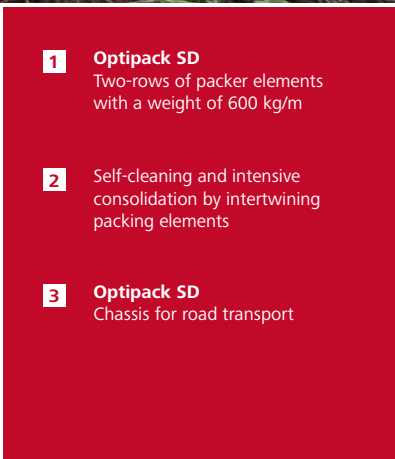 1 Optipack SD
Two-rows of packer elements
with a weight of 600 kg/m
2 Self-cleaning and intensive
consolidation by intertwining
packing elements
3 Optipack SD
Chassis for road transport